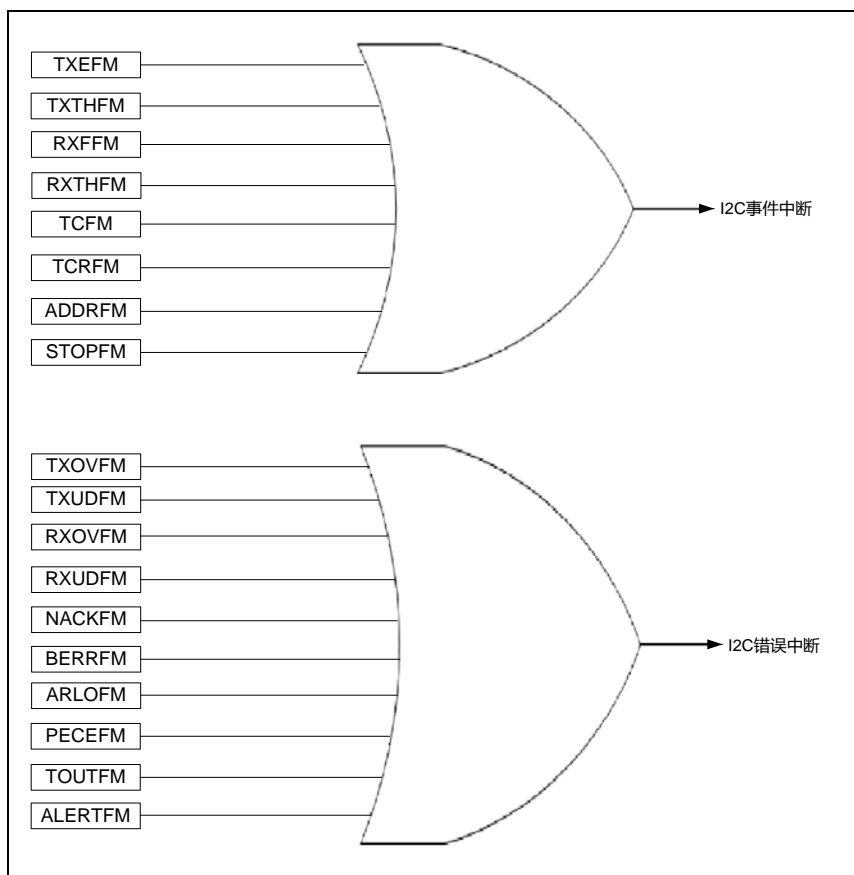 TXEFM
TXTHFM
RXFFM
RXTHFM
TCFM
TCRFM
ADDRFM
STOPFM
I2C事件中断
TXOVFM
TXUDFM
RXOVFM
RXUDFM
NACKFM
BERRFM
ARLOFM
PECEFM
TOUTFM
ALERTFM
I2C错误中断